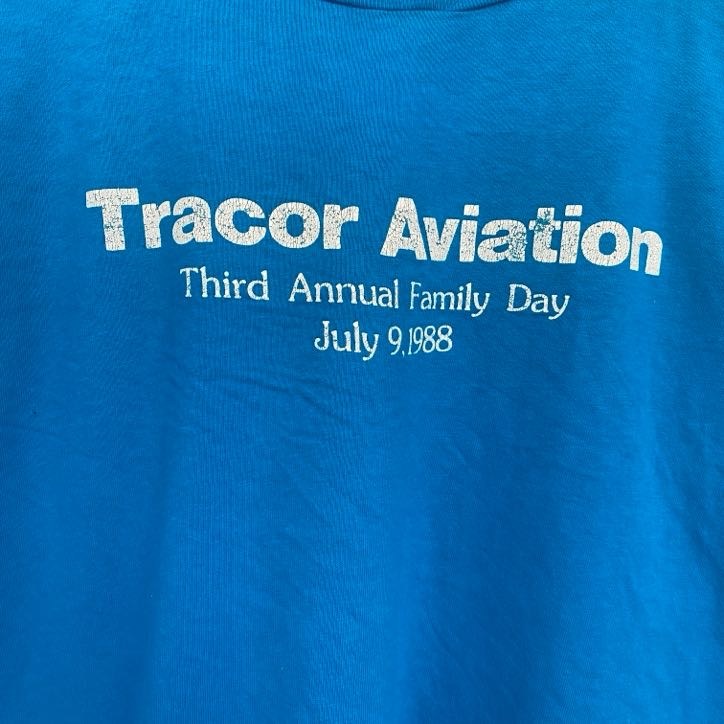 Tracor Aviation
Third Annual Family Day
July 9,1988